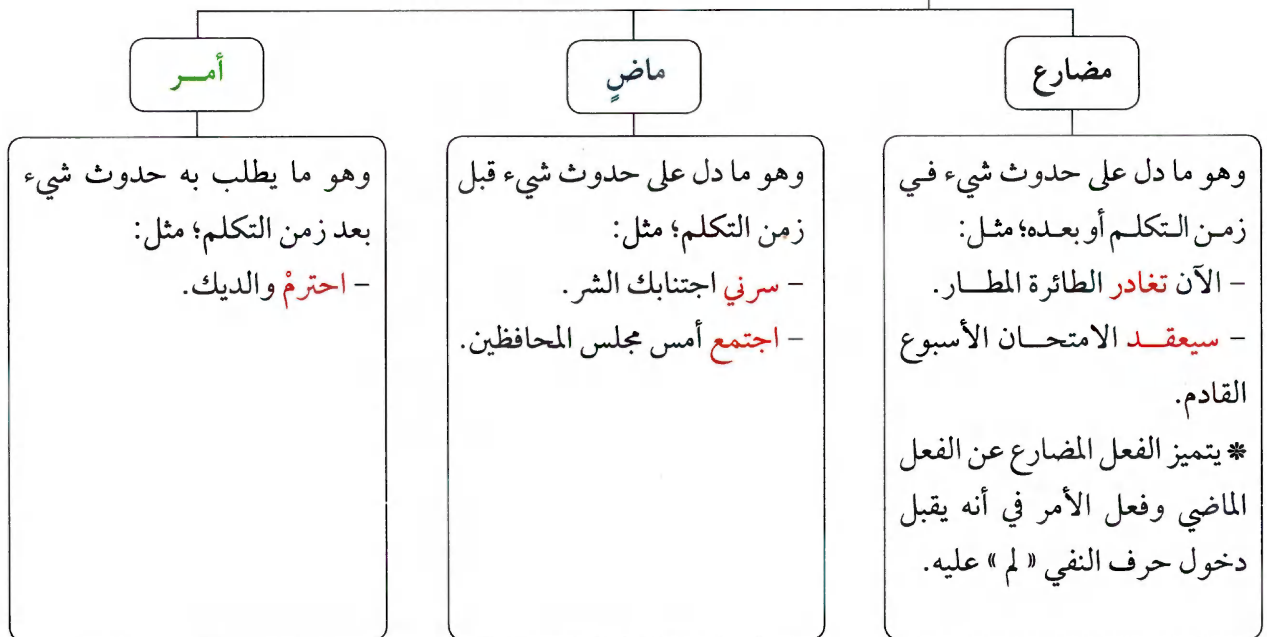 مضارع
وهو ما دل على حدوث شيء في
زمن التكلم أو بعده؛ مثل:
– الآن تغادر الطائرة المطار.
– سيعقد الامتحان الأسبوع
القادم.
* يتميز الفعل المضارع عن الفعل
الماضي وفعل الأمر في أنه يقبل
دخول حرف النفي « لم » عليه.
ماضٍ
وهو ما دل على حدوث شيء قبل
زمن التكلم؛ مثل:
– سرني اجتنابك الشر.
– اجتمع أمس مجلس المحافظين.
أمر
وهو ما يطلب به حدوث شيء
بعد زمن التكلم؛ مثل:
– احترمْ والديك.